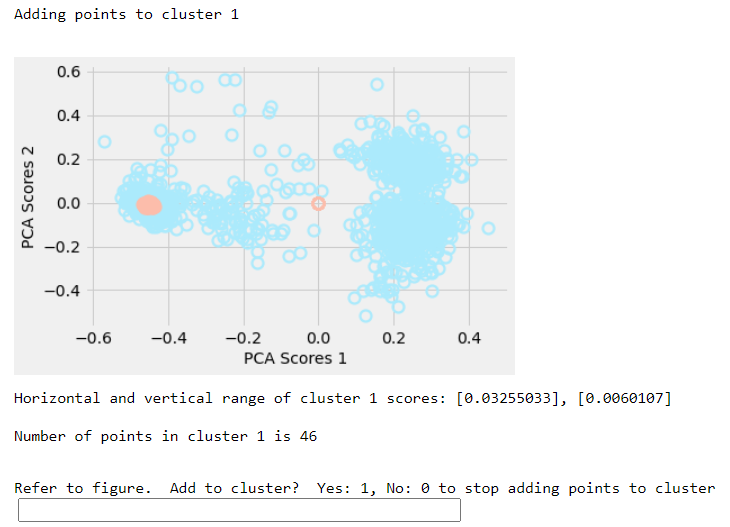 Adding points to cluster 1
0.6
0.4
0.2
0.0
−0.2
−0.4
PCA Scores 2
−0.6 −0.4 −0.2 0.0 0.2 0.4
PCA Scores 1
Horizontal and vertical range of cluster 1 scores: [0.03255033], [0.0060107]
Number of points in cluster 1 is 46
Refer to figure.  Add to cluster?  Yes: 1, No: 0 to stop adding points to cluster